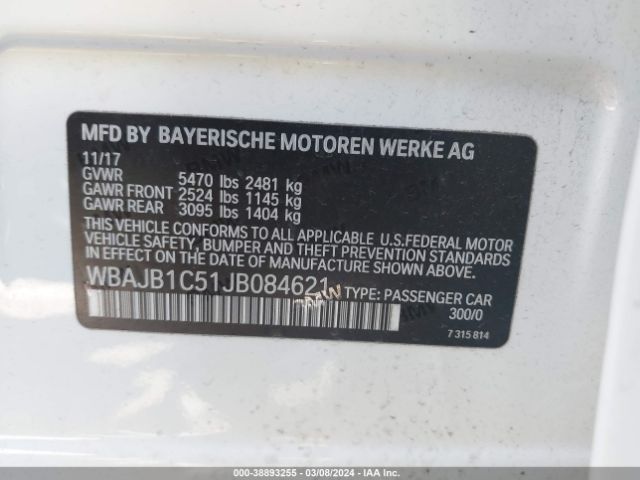 MFD BY BAYERISCHE MOTOREN WERKE AG
11/17
GVWR 5470 lbs 2481 kg
GAWR FRONT 2524 lbs 1145 kg
GAWR REAR 3095 lbs 1404 kg
THIS VEHICLE CONFORMS TO ALL APPLICABLE U.S.FEDERAL MOTOR
VEHICLE SAFETY, BUMPER AND THEFT PREVENTION STANDARDS
IN EFFECT ON THE DATE OF MANUFACTURE SHOWN ABOVE.
WBAJB1C51JB084621 TYPE: PASSENGER CAR
300/0
7 315 814
000-38893255 - 03/08/2024 - IAA Inc.